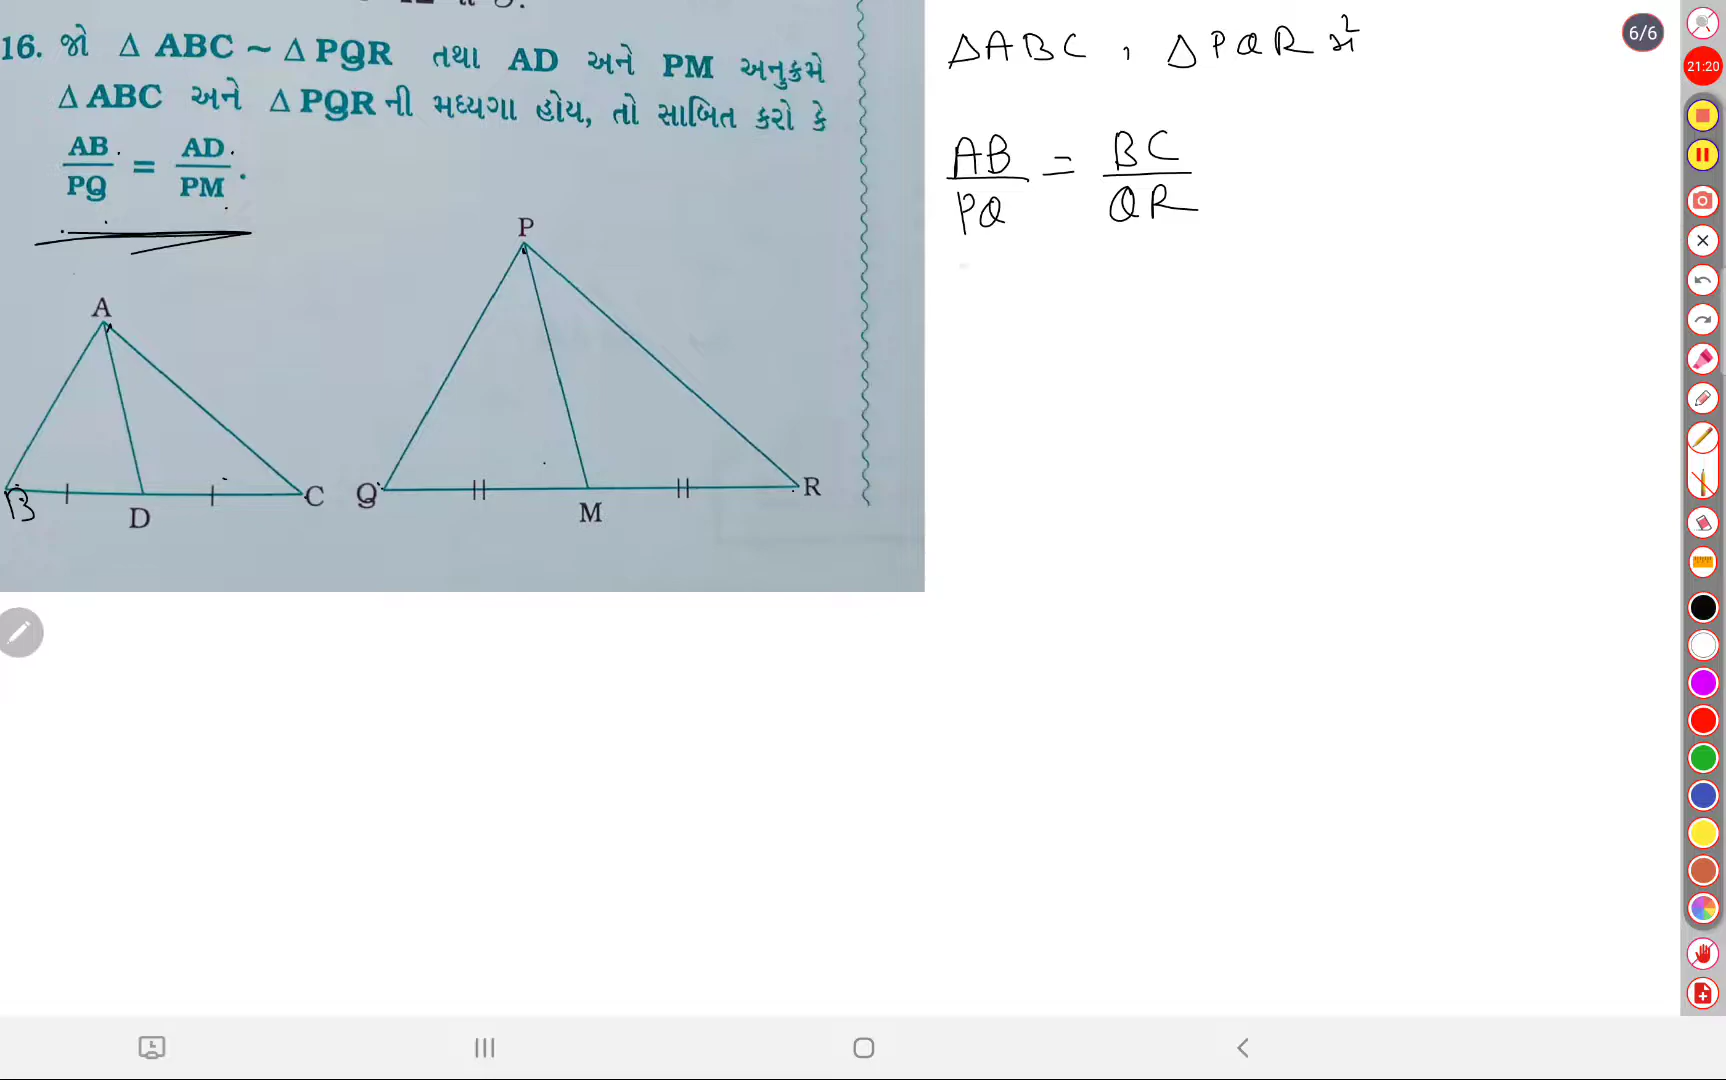 16. જો Δ ABC ~ Δ PQR તથા AD અને PM અનુક્રમે
Δ ABC અને Δ PQR ની મધ્યગા હોય, તો સાબિત કરો કે
AB/PQ = AD/PM.
P
A
B
D
C
Q
M
R
ΔABC, ΔPQR માં
AB/PQ = BC/QR
6/6
21:20